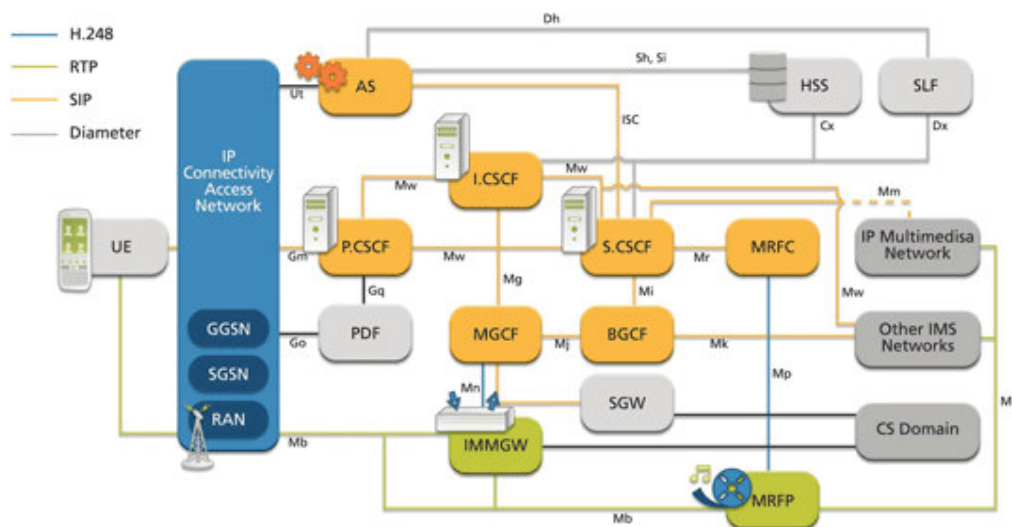 Dh
H.248
RTP
SIP
Diameter
Sh, Si
AS
HSS
SLF
Ut
ISC
Cx
Dx
IP
Connectivity
Access
Network
I.CSCF
Mw
Mw
Mm
UE
P.CSCF
S.CSCF
MRFC
IP Multimedisa
Network
Gm
Mw
Mr
Mg
Gq
Mi
Mw
GGSN
PDF
MGCF
BGCF
Other IMS
Networks
Go
Mj
Mk
SGSN
Mn
Mp
RAN
SGW
CS Domain
M
Mb
IMMGW
MRFP
Mb